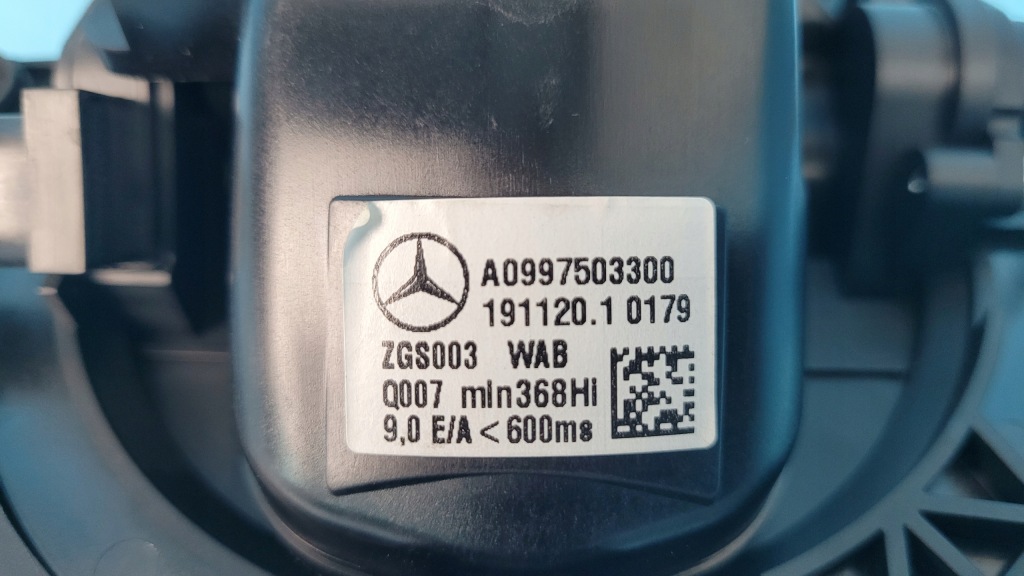 A0997503300
191120.1 0179
ZGS003 WAB
Q007 mln368Hi
9,0 E/A < 600ms